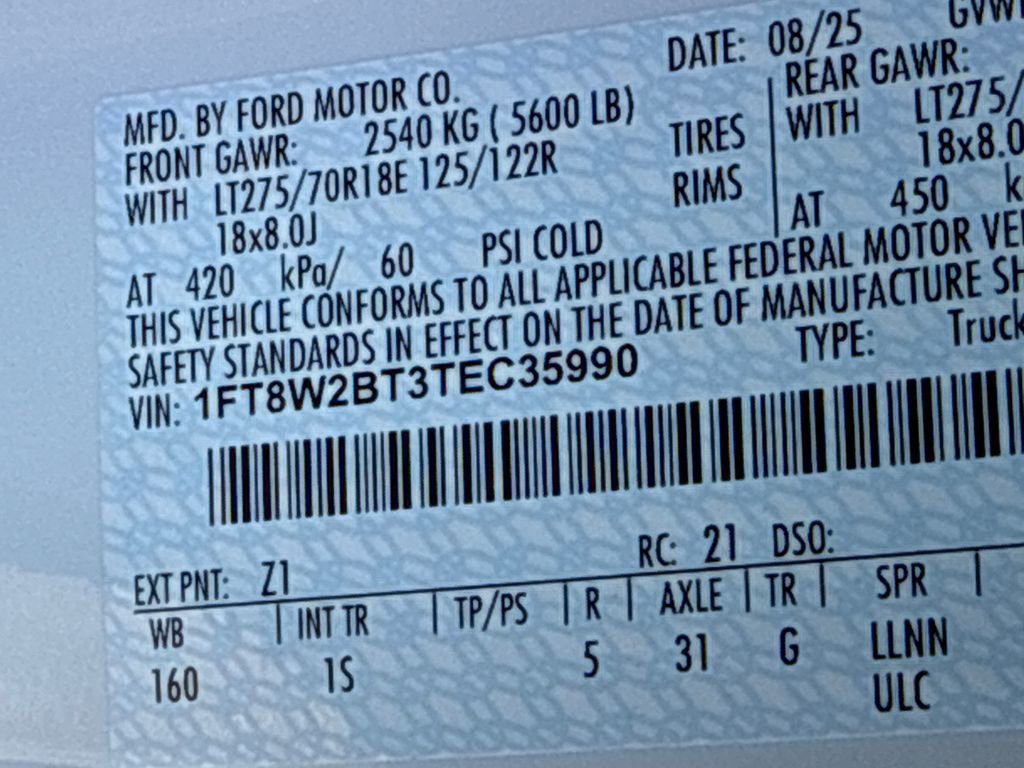 DATE: 08/25
MFD. BY FORD MOTOR CO.
REAR GAWR:
FRONT GAWR: 2540 KG ( 5600 LB)
TIRES
WITH LT275/
WITH LT275/70R18E 125/122R
RIMS
18x8.0
18x8.0J
AT 450
AT 420 kPa/ 60 PSI COLD
THIS VEHICLE CONFORMS TO ALL APPLICABLE FEDERAL MOTOR
SAFETY STANDARDS IN EFFECT ON THE DATE OF MANUFACTURE
VIN: 1FT8W2BT3TEC35990 TYPE: Truck
EXT PNT: Z1 RC: 21 DSO:
WB INT TR TP/PS R AXLE TR SPR
160 1S 5 31 G LLNN
ULC